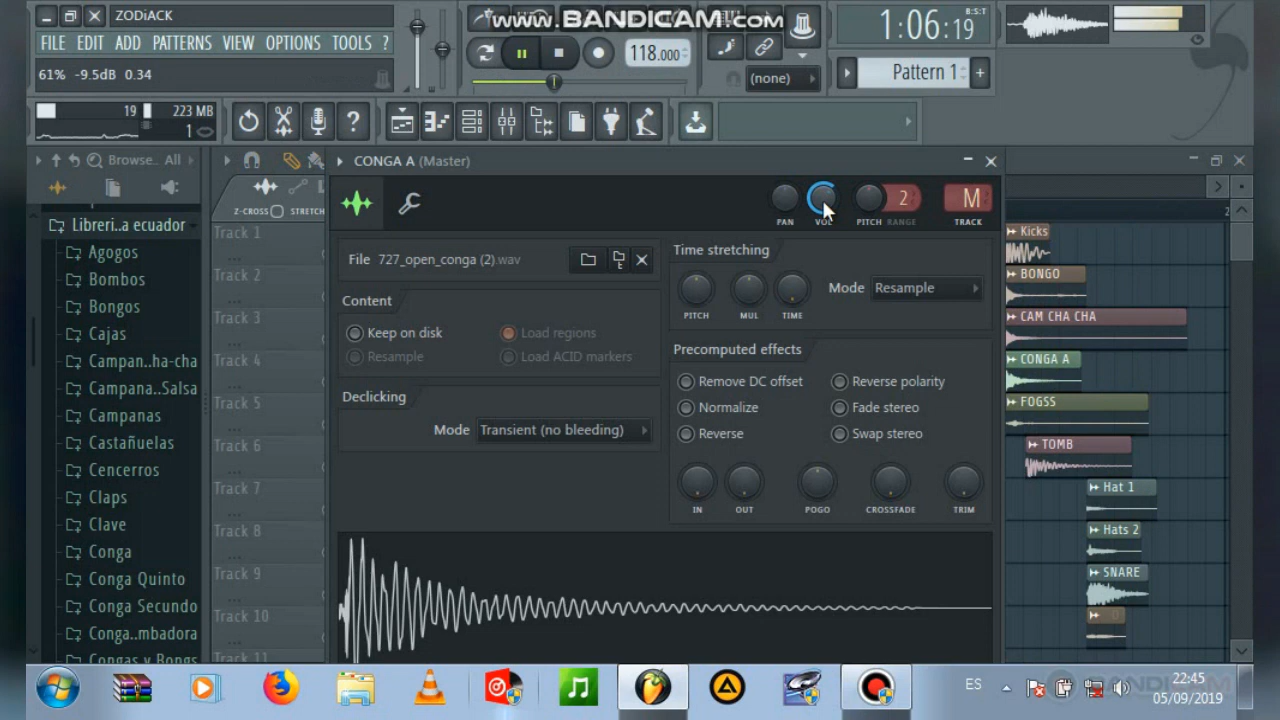 ZODiACK
www.BANDICAM.com
1:06:19
B:S:T
FILE EDIT ADD PATTERNS VIEW OPTIONS TOOLS ?
118.000
(none)
Pattern 1
61% -9.5dB 0.34
19
223 MB
1
Browse.. All
CONGA A (Master)
Z-CROSS
STRETCH
PAN
VOL
PITCH RANGE
2
M
TRACK
Libreri..a ecuador
Agogos
Bombos
Bongos
Cajas
Campan..ha-cha
Campana..Salsa
Campanas
Castañuelas
Cencerros
Claps
Clave
Conga
Conga Quinto
Conga Secundo
Conga..mbadora
Congas y Bongs
Track 1
Track 2
Track 3
Track 4
Track 5
Track 6
Track 7
Track 8
Track 9
Track 10
Track 11
File 727_open_conga (2).wav
Content
Keep on disk
Load regions
Resample
Load ACID markers
Declicking
Mode Transient (no bleeding)
Time stretching
PITCH MUL TIME
Mode Resample
Precomputed effects
Remove DC offset
Reverse polarity
Normalize
Fade stereo
Reverse
Swap stereo
IN OUT POGO CROSSFADE TRIM
2
Kicks
BONGO
CAM CHA CHA
CONGA A
FOGSS
TOMB
Hat 1
Hats 2
SNARE
ES
22:45
05/09/2019
BANDICAM